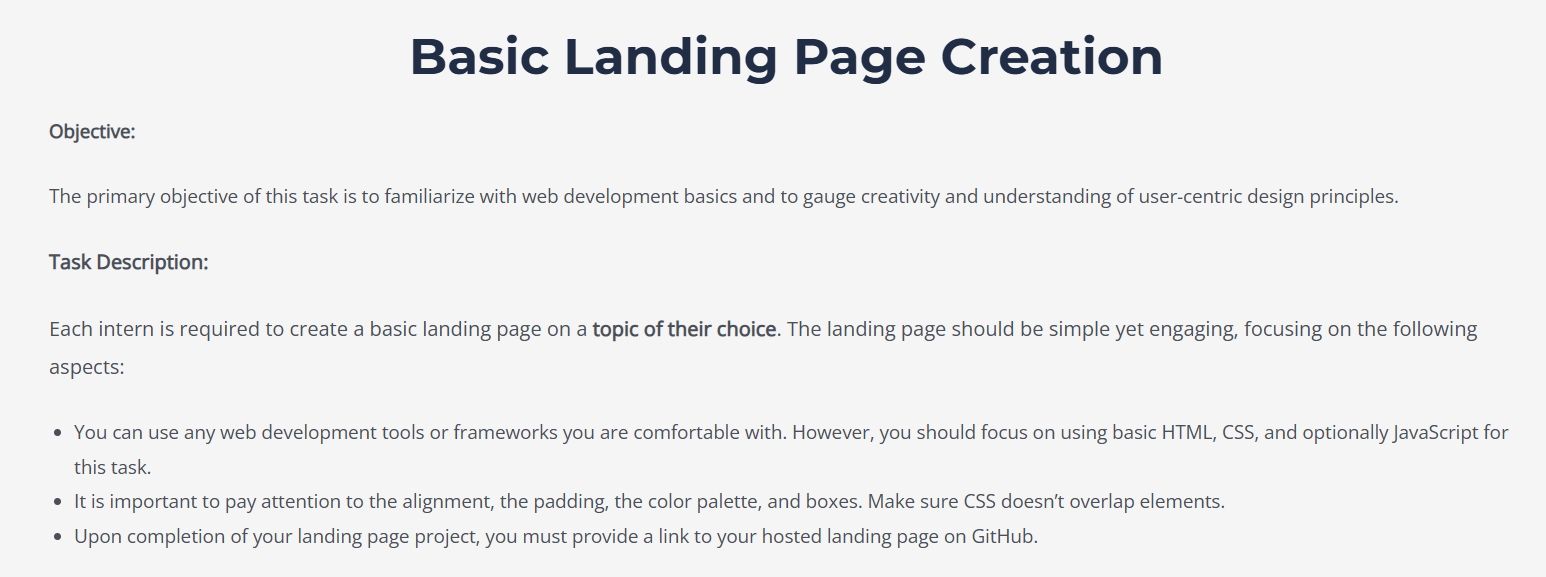 Basic Landing Page Creation
Objective:
The primary objective of this task is to familiarize with web development basics and to gauge creativity and understanding of user-centric design principles.
Task Description:
Each intern is required to create a basic landing page on a topic of their choice. The landing page should be simple yet engaging, focusing on the following
aspects:
• You can use any web development tools or frameworks you are comfortable with. However, you should focus on using basic HTML, CSS, and optionally JavaScript for
this task.
• It is important to pay attention to the alignment, the padding, the color palette, and boxes. Make sure CSS doesn’t overlap elements.
• Upon completion of your landing page project, you must provide a link to your hosted landing page on GitHub.